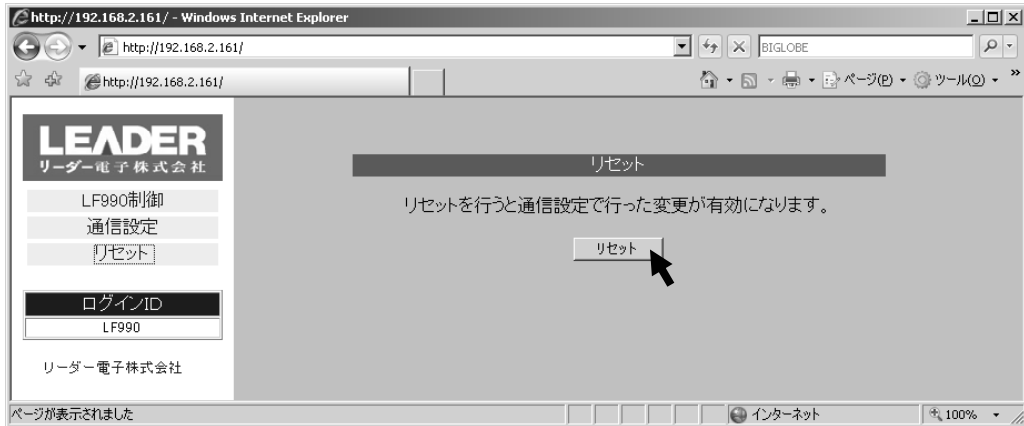 http://192.168.2.161/ - Windows Internet Explorer
http://192.168.2.161/
BIGLOBE
http://192.168.2.161/
ページ(P)
ツール(O)
LEADER
リーダー電子株式会社
LF990制御
通信設定
リセット
ログインID
LF990
リーダー電子株式会社
リセット
リセットを行うと通信設定で行った変更が有効になります。
リセット
ページが表示されました
インターネット
100%